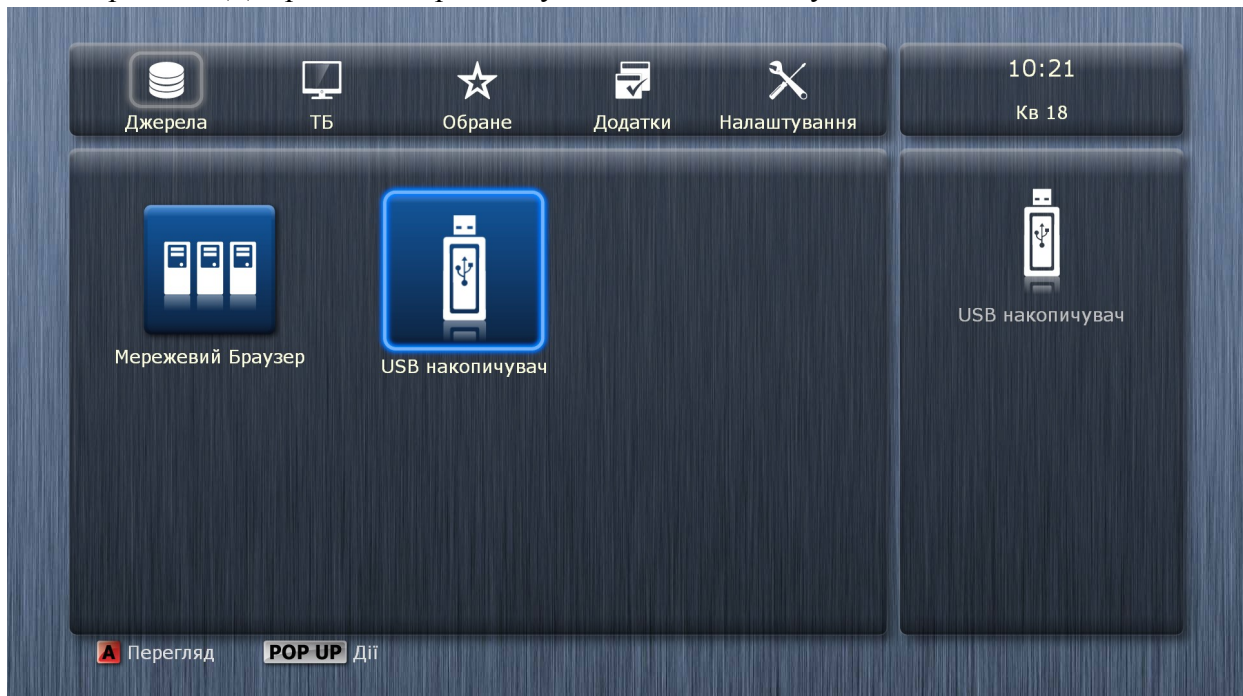 Джерела
ТБ
Обране
Додатки
Налаштування
10:21
Кв 18
Мережевий Браузер
USB накопичувач
USB накопичувач
A Перегляд
POP UP Дії